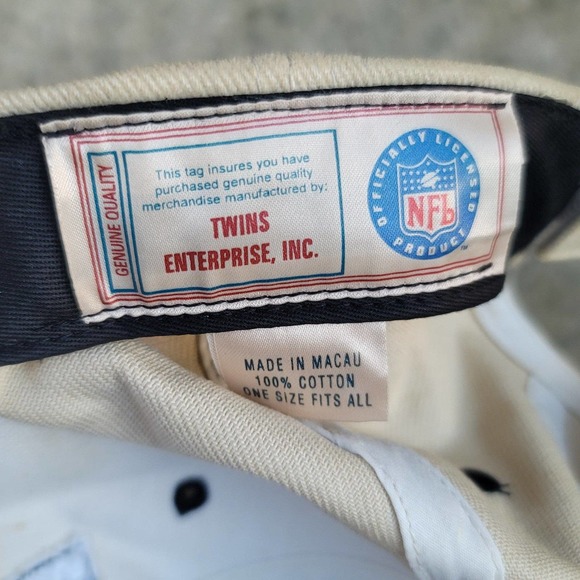 GENUINE QUALITY
This tag insures you have
purchased genuine quality
merchandise manufactured by:
TWINS
ENTERPRISE, INC.
OFFICIALLY LICENSED
NFL
PRODUCT
TM
MADE IN MACAU
100% COTTON
ONE SIZE FITS ALL